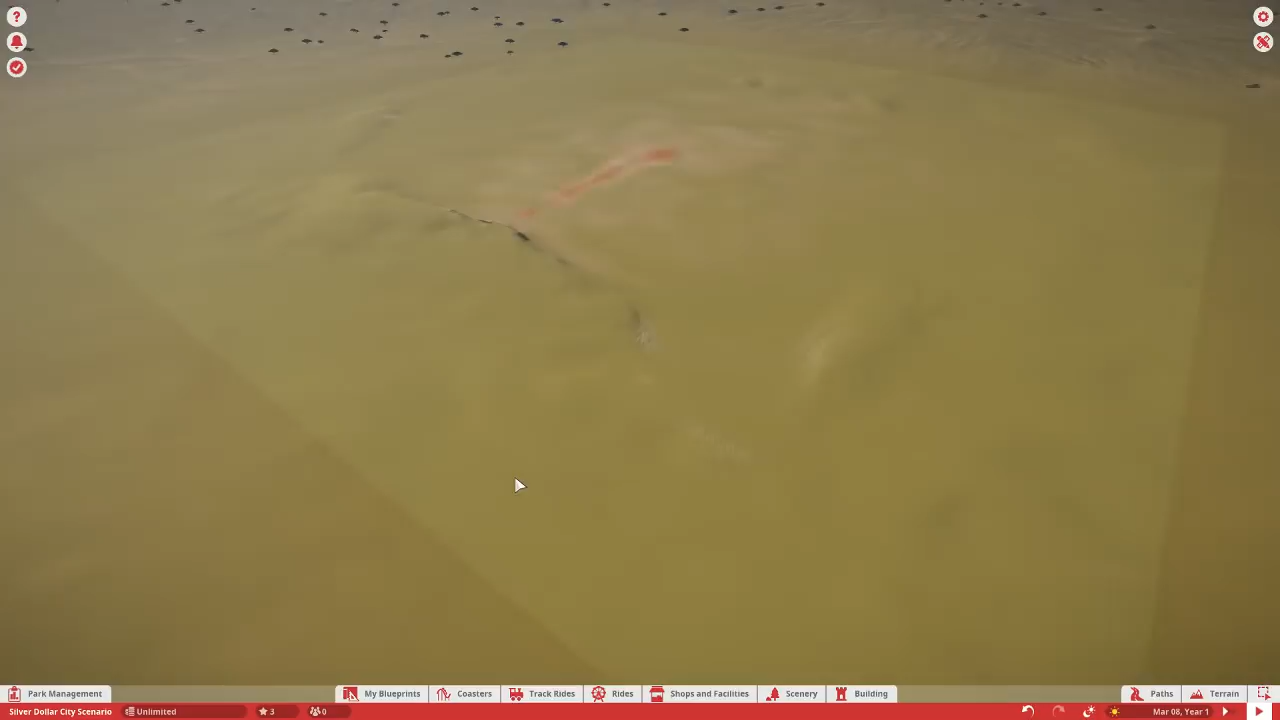 ?
Park Management
My Blueprints
Coasters
Track Rides
Rides
Shops and Facilities
Scenery
Building
Paths
Terrain
Silver Dollar City Scenario
Unlimited
3
0
Mar 08, Year 1